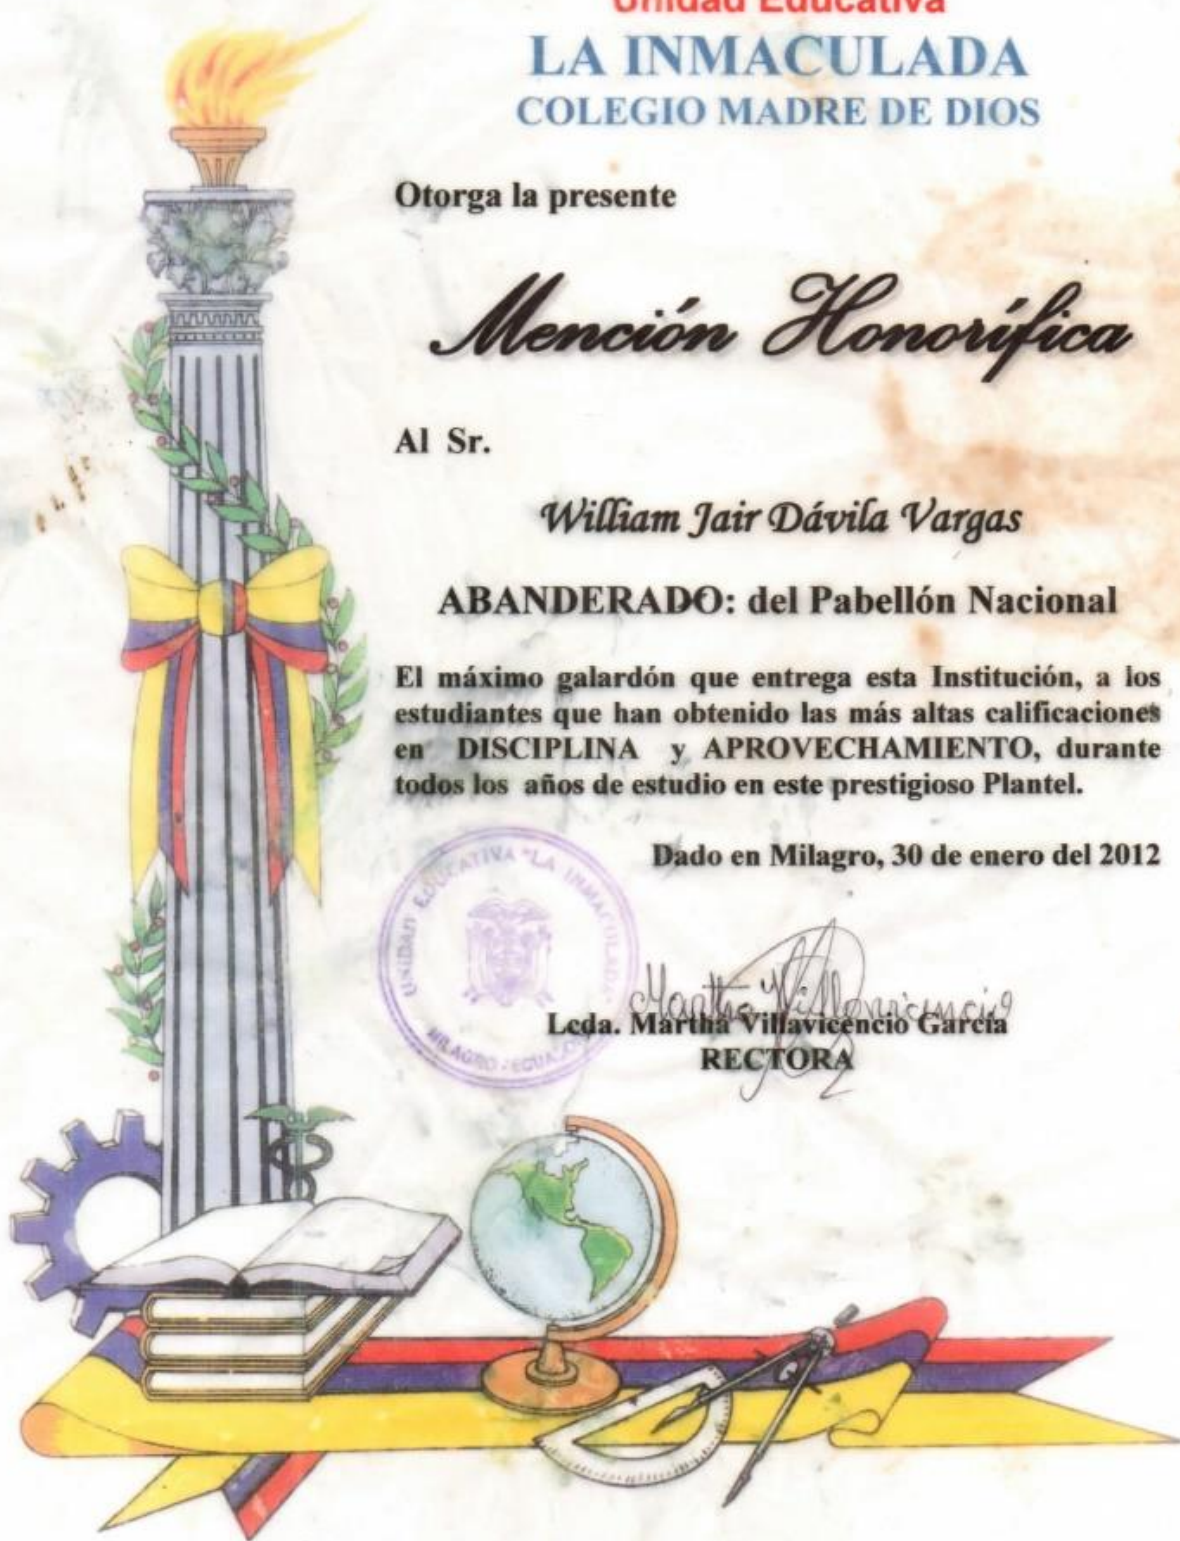 Unidad Educativa
LA INMACULADA
COLEGIO MADRE DE DIOS
Otorga la presente
Mención Honorífica
Al Sr.
William Jair Dávila Vargas
ABANDERADO: del Pabellón Nacional
El máximo galardón que entrega esta Institución, a los
estudiantes que han obtenido las más altas calificaciones
en DISCIPLINA y APROVECHAMIENTO, durante
todos los años de estudio en este prestigioso Plantel.
Dado en Milagro, 30 de enero del 2012
UNIDAD EDUCATIVA "LA INMACULADA"
MILAGRO - ECUADOR
Martha Villavicencio
Lcda. Martha Villavicencio García
RECTORA